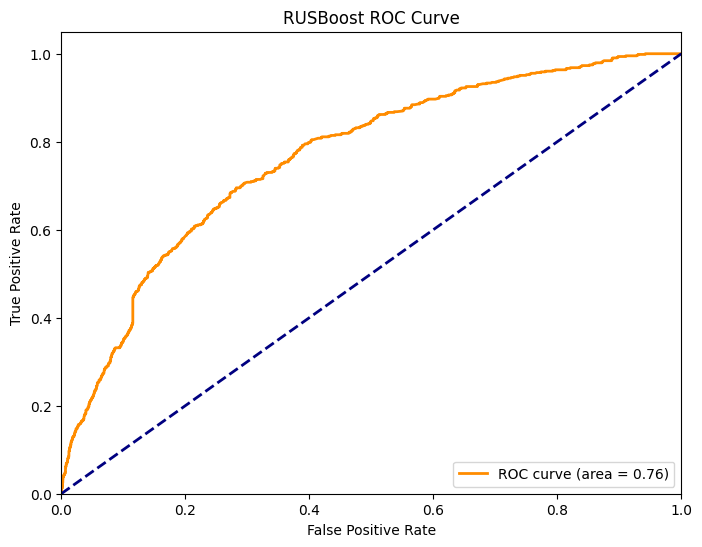 RUSBoost ROC Curve
True Positive Rate
1.0
0.8
0.6
0.4
0.2
0.0
0.0 0.2 0.4 0.6 0.8 1.0
False Positive Rate
ROC curve (area = 0.76)